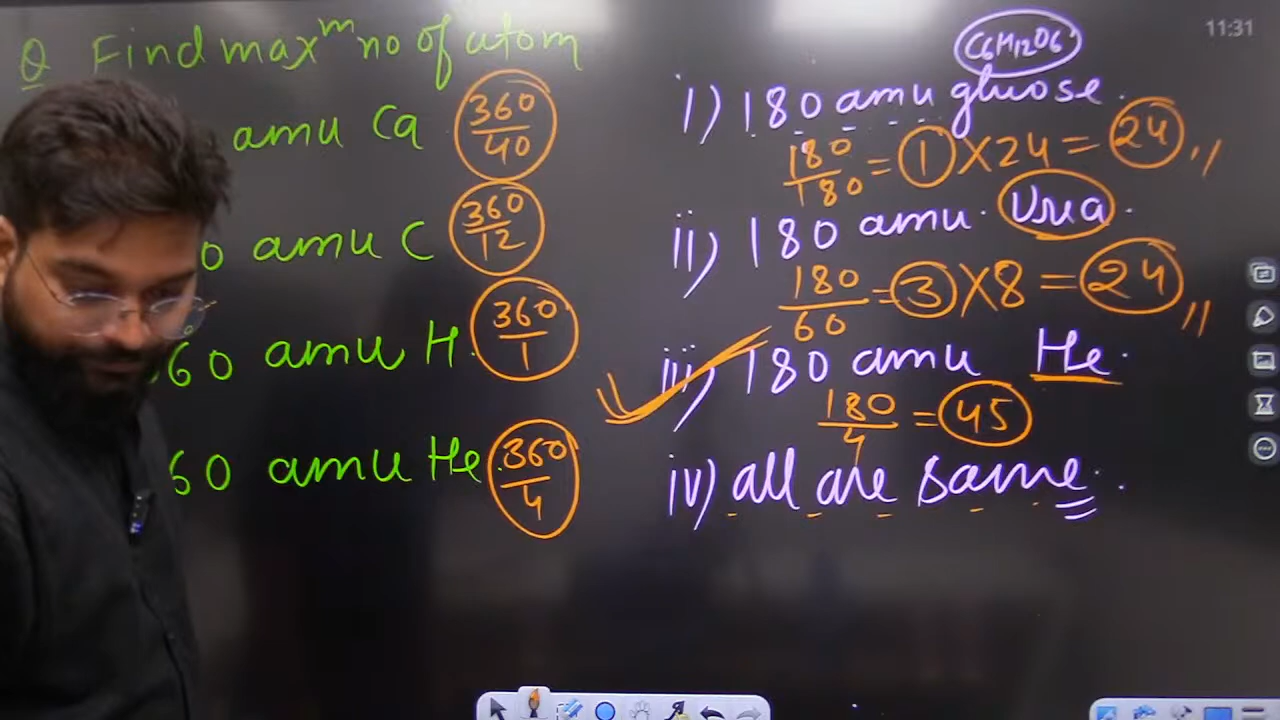 Q Find maxᵐ no of atom
amu Ca 360/40
0 amu C 360/12
360 amu H. 360/1
60 amu He. 360/4
C6H12O6
i) 180 amu glucose.
180/180 = 1 X 24 = 24 //
ii) 180 amu. Urea.
180/60 = 3 X 8 = 24 //
iii) 180 amu He.
180/4 = 45
iv) all are same.
11:31